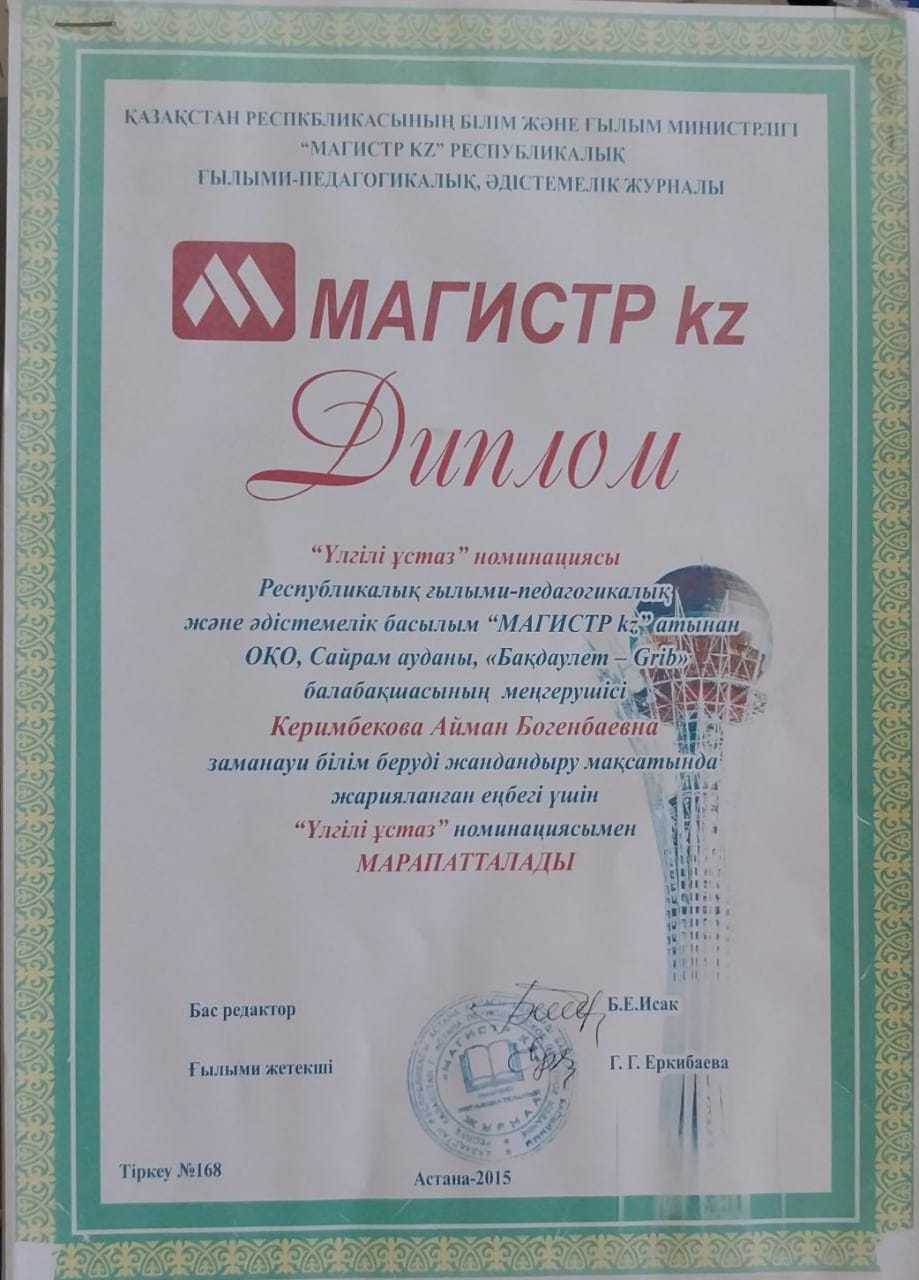 ҚАЗАҚСТАН РЕСПКБЛИКАСЫНЫҢ БІЛІМ ЖӘНЕ ҒЫЛЫМ МИНИСТРЛІГІ
“МАГИСТР KZ” РЕСПУБЛИКАЛЫҚ
ҒЫЛЫМИ-ПЕДАГОГИКАЛЫҚ, ӘДІСТЕМЕЛІК ЖУРНАЛЫ
МАГИСТР kz
Диплом
“Үлгілі ұстаз” номинациясы
Республикалық ғылыми-педагогикалық
және әдістемелік басылым “МАГИСТР kz” атынан
ОҚО, Сайрам ауданы, «Бақдаулет – Grib»
балабақшасының меңгерушісі
Керимбекова Айман Богенбаевна
заманауи білім беруді жандандыру мақсатында
жарияланған еңбегі үшін
“Үлгілі ұстаз” номинациясымен
МАРАПАТТАЛАДЫ
Бас редактор Б.Е.Исак
Ғылыми жетекші Г. Г. Еркибаева
«МАГИСТР KZ»
ЖУРНАЛ
Тіркеу №168
Астана-2015